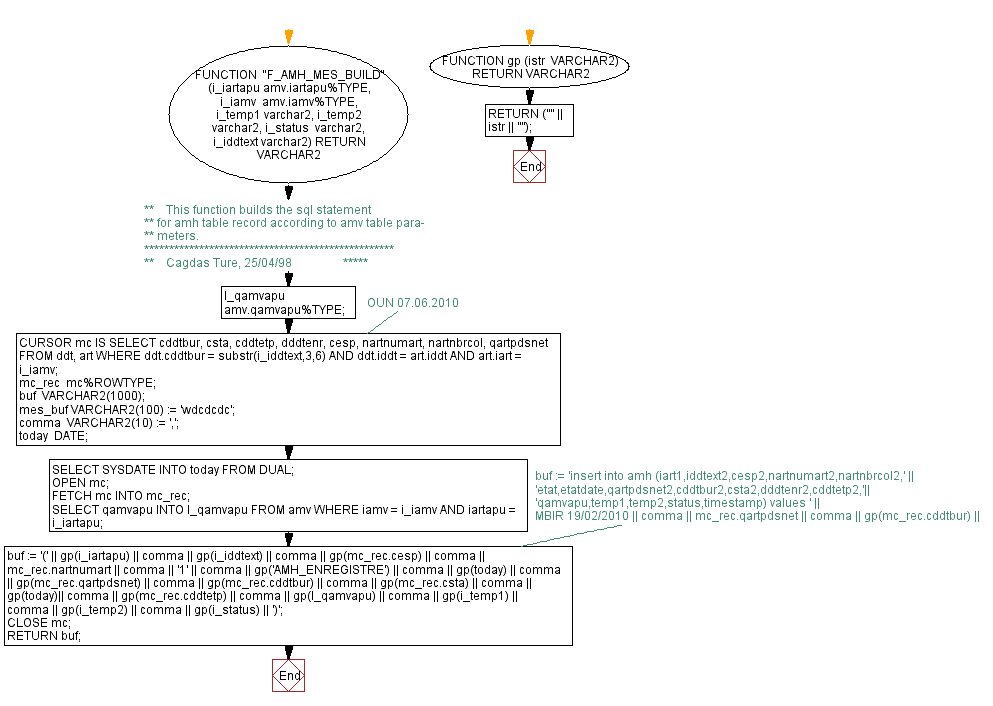 FUNCTION "F_AMH_MES_BUILD"
(i_iartapu amv.iartapu%TYPE,
i_iamv amv.iamv%TYPE,
i_temp1 varchar2, i_temp2
varchar2, i_status varchar2,
i_iddtext varchar2) RETURN
VARCHAR2
** This function builds the sql statement
** for amh table record according to amv table para-
** meters.
**************************************************
** Cagdas Ture, 25/04/98 *****
l_qamvapu
amv.qamvapu%TYPE;
OUN 07.06.2010
CURSOR mc IS SELECT cddtbur, csta, cddtetp, dddtenr, cesp, nartnumart, nartnbrcol, qartpdsnet
FROM ddt, art WHERE ddt.cddtbur = substr(i_iddtext,3,6) AND ddt.iddt = art.iddt AND art.iart =
i_iamv;
mc_rec mc%ROWTYPE;
buf VARCHAR2(1000);
mes_buf VARCHAR2(100) := 'wdcdcdc';
comma VARCHAR2(10) := ',';
today DATE;
SELECT SYSDATE INTO today FROM DUAL;
OPEN mc;
FETCH mc INTO mc_rec;
SELECT qamvapu INTO l_qamvapu FROM amv WHERE iamv = i_iamv AND iartapu =
i_iartapu;
buf := 'insert into amh (iart1,iddtext2,cesp2,nartnumart2,nartnbrcol2,' ||
'etat,etatdate,qartpdsnet2,cddtbur2,csta2,dddtenr2,cddtetp2,'||
'qamvapu,temp1,temp2,status,timestamp) values ' ||
MBIR 19/02/2010 || comma || mc_rec.qartpdsnet || comma || gp(mc_rec.cddtbur) ||
buf := '(' || gp(i_iartapu) || comma || gp(i_iddtext) || comma || gp(mc_rec.cesp) || comma ||
mc_rec.nartnumart || comma || '1' || comma || gp('AMH_ENREGISTRE') || comma || gp(today) || comma
|| gp(mc_rec.qartpdsnet) || comma || gp(mc_rec.cddtbur) || comma || gp(mc_rec.csta) || comma ||
gp(today)|| comma || gp(mc_rec.cddtetp) || comma || gp(l_qamvapu) || comma || gp(i_temp1) ||
comma || gp(i_temp2) || comma || gp(i_status) || ')';
CLOSE mc;
RETURN buf;
End
FUNCTION gp (istr VARCHAR2)
RETURN VARCHAR2
RETURN ('''' ||
istr || '''');
End